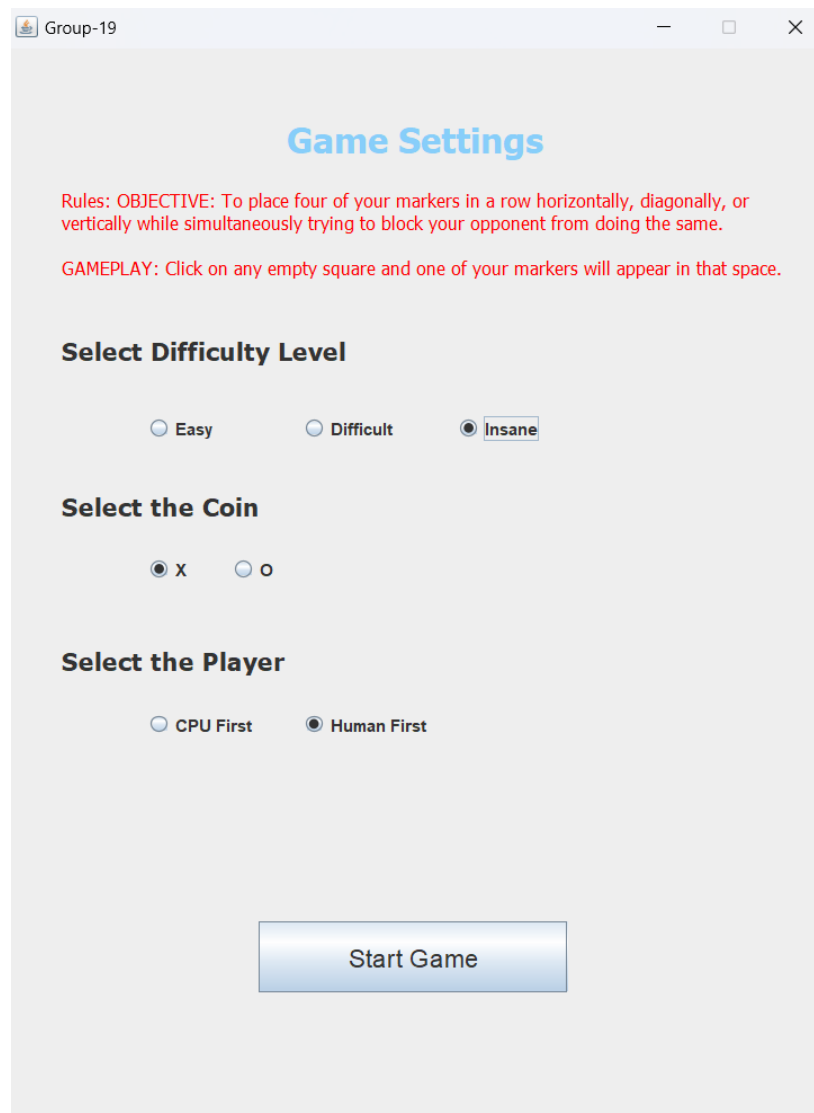 Group-19
Game Settings
Rules: OBJECTIVE: To place four of your markers in a row horizontally, diagonally, or
vertically while simultaneously trying to block your opponent from doing the same.
GAMEPLAY: Click on any empty square and one of your markers will appear in that space.
Select Difficulty Level
Easy Difficult Insane
Select the Coin
X O
Select the Player
CPU First Human First
Start Game